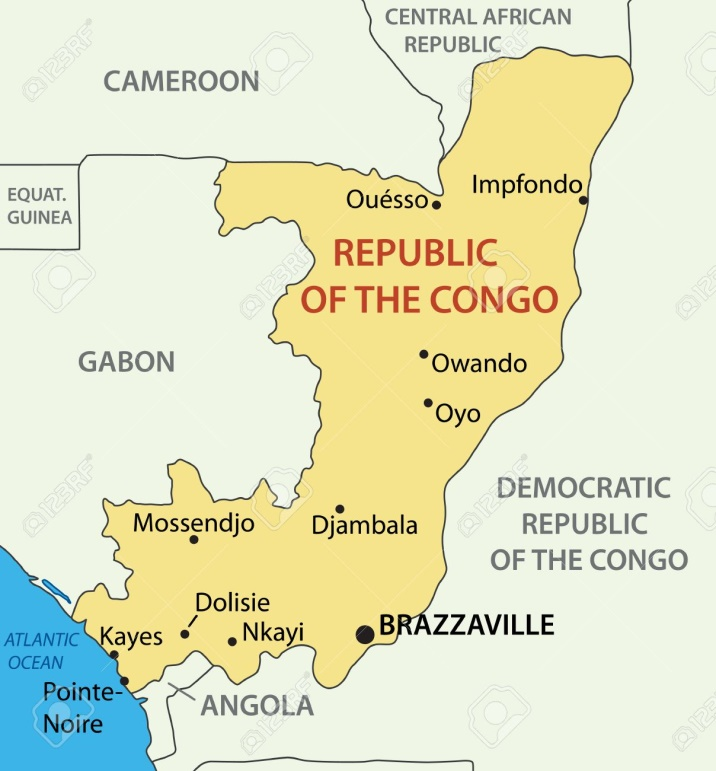 CENTRAL AFRICAN
REPUBLIC
CAMEROON
EQUAT.
GUINEA
Ouésso
Impfondo
REPUBLIC
OF THE CONGO
GABON
Owando
Oyo
DEMOCRATIC
REPUBLIC
OF THE CONGO
Mossendjo
Djambala
Dolisie
BRAZZAVILLE
Kayes
Nkayi
ATLANTIC
OCEAN
Pointe-
Noire
ANGOLA
123RF